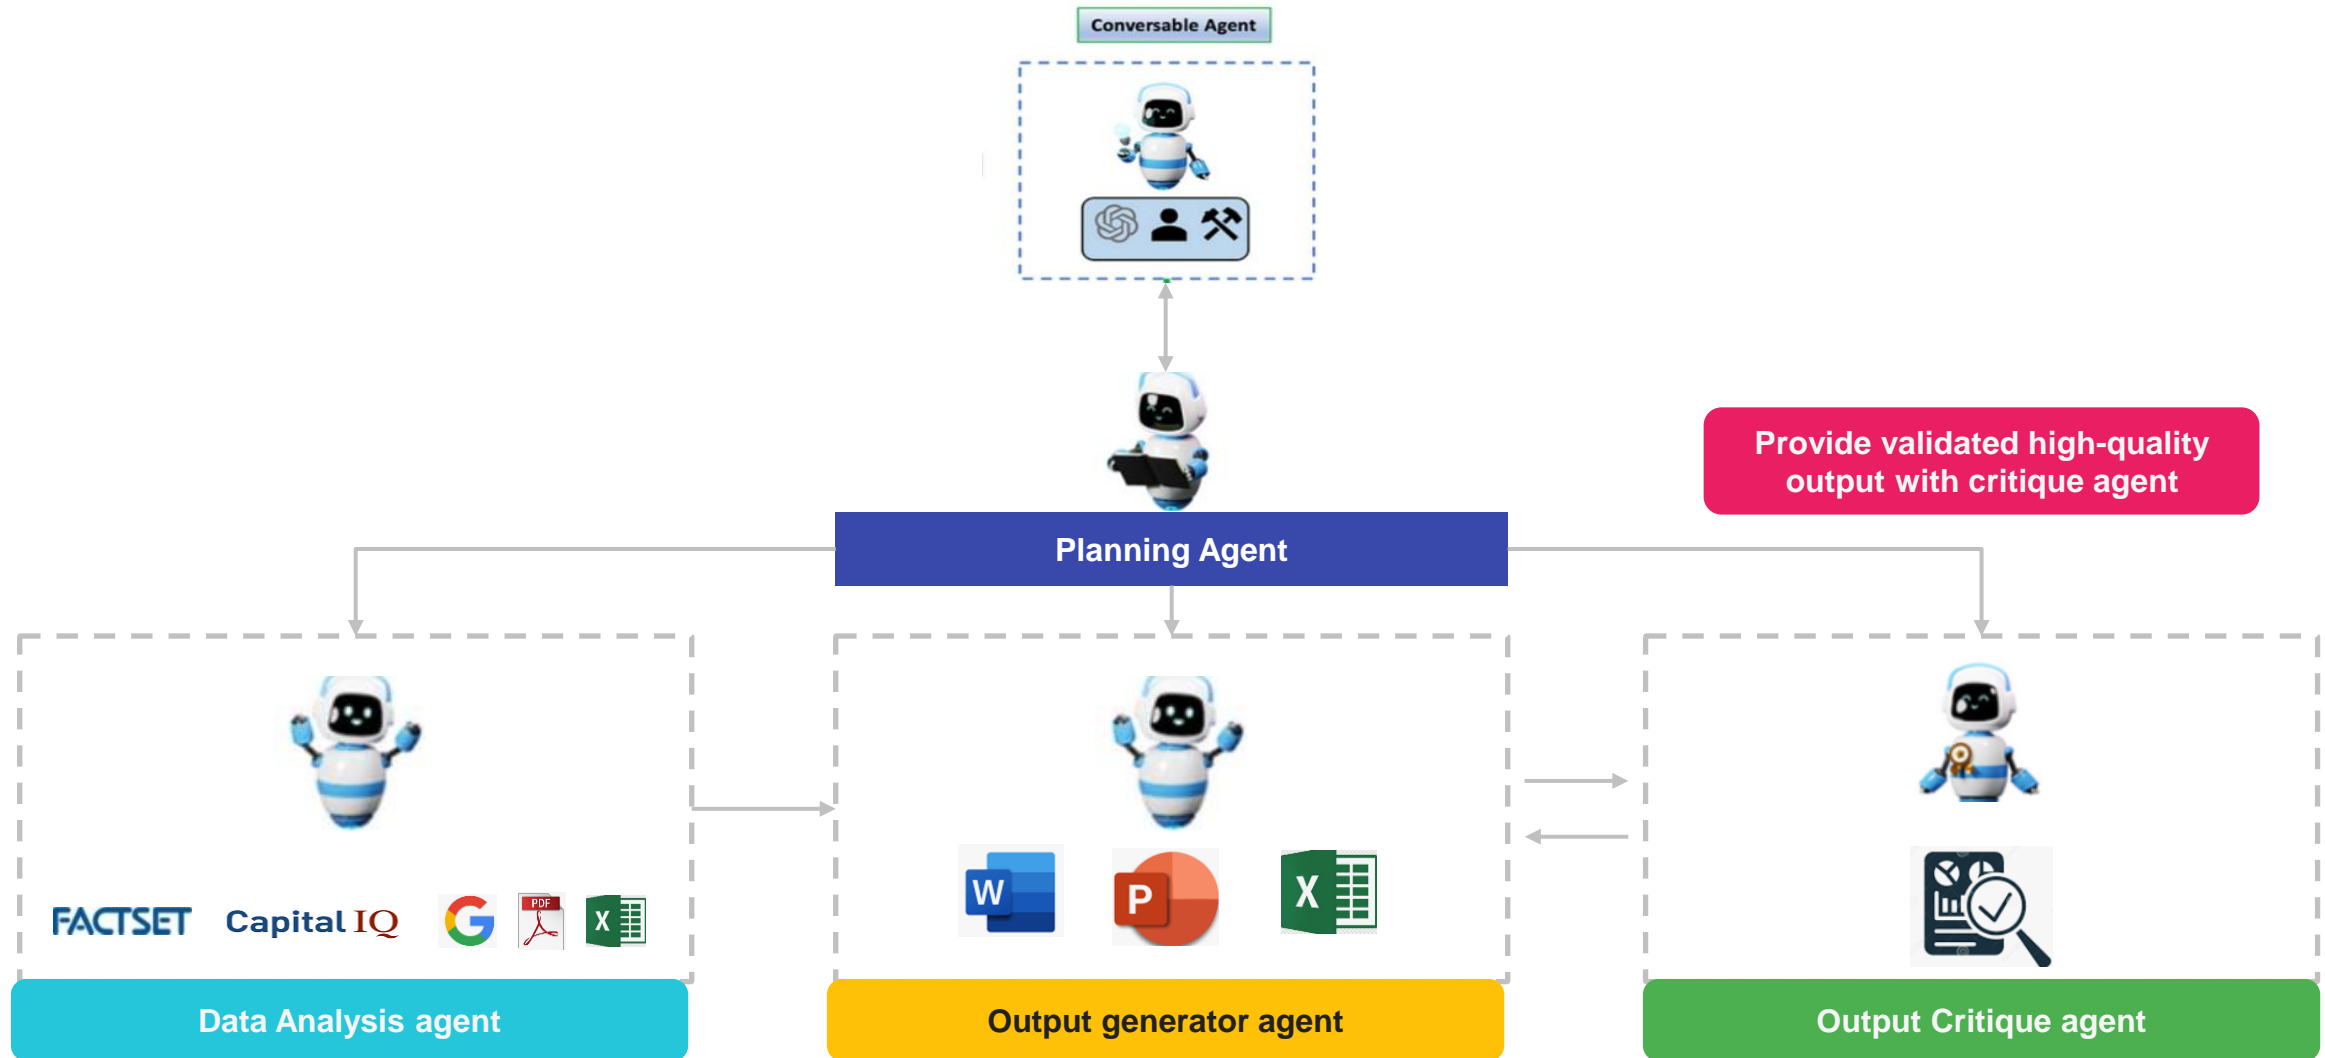 Conversable Agent
Provide validated high-quality
output with critique agent
Planning Agent
W
P
X
FACTSET
Capital IQ
G
PDF
X
Data Analysis agent
Output generator agent
Output Critique agent